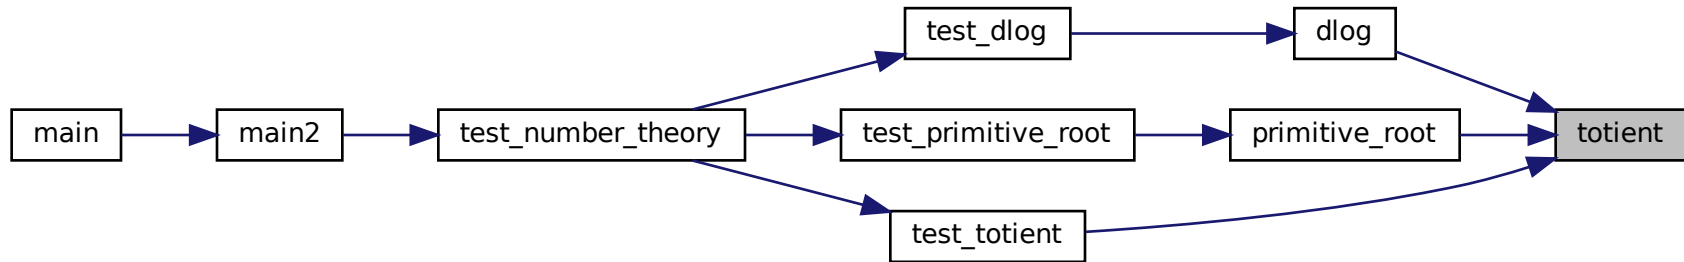 test_dlog
dlog
main
main2
test_number_theory
test_primitive_root
primitive_root
totient
test_totient